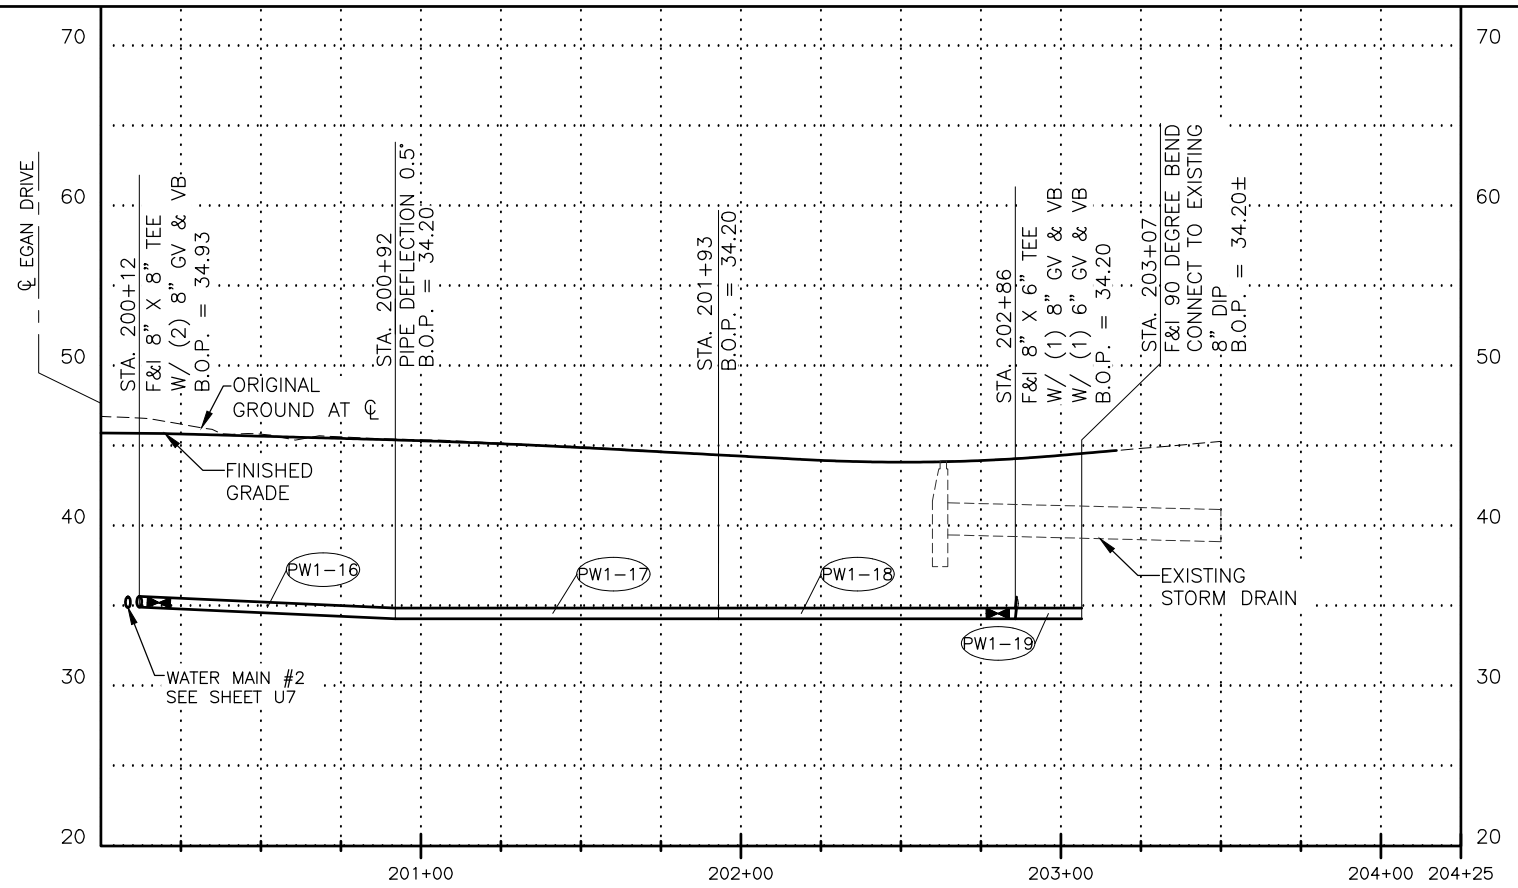 70
60
50
40
30
20
70
60
50
40
30
20
℄ EGAN DRIVE
STA. 200+12
F&I 8" X 8" TEE
W/ (2) 8" GV & VB
B.O.P. = 34.93
STA. 200+92
PIPE DEFLECTION 0.5°
B.O.P. = 34.20
STA. 201+93
B.O.P. = 34.20
STA. 202+86
F&I 8" X 6" TEE
W/ (1) 8" GV & VB
W/ (1) 6" GV & VB
B.O.P. = 34.20
STA. 203+07
F&I 90 DEGREE BEND
CONNECT TO EXISTING
8" DIP
B.O.P. = 34.20±
ORIGINAL
GROUND AT ℄
FINISHED
GRADE
PW1-16
PW1-17
PW1-18
PW1-19
EXISTING
STORM DRAIN
WATER MAIN #2
SEE SHEET U7
201+00
202+00
203+00
204+00
204+25